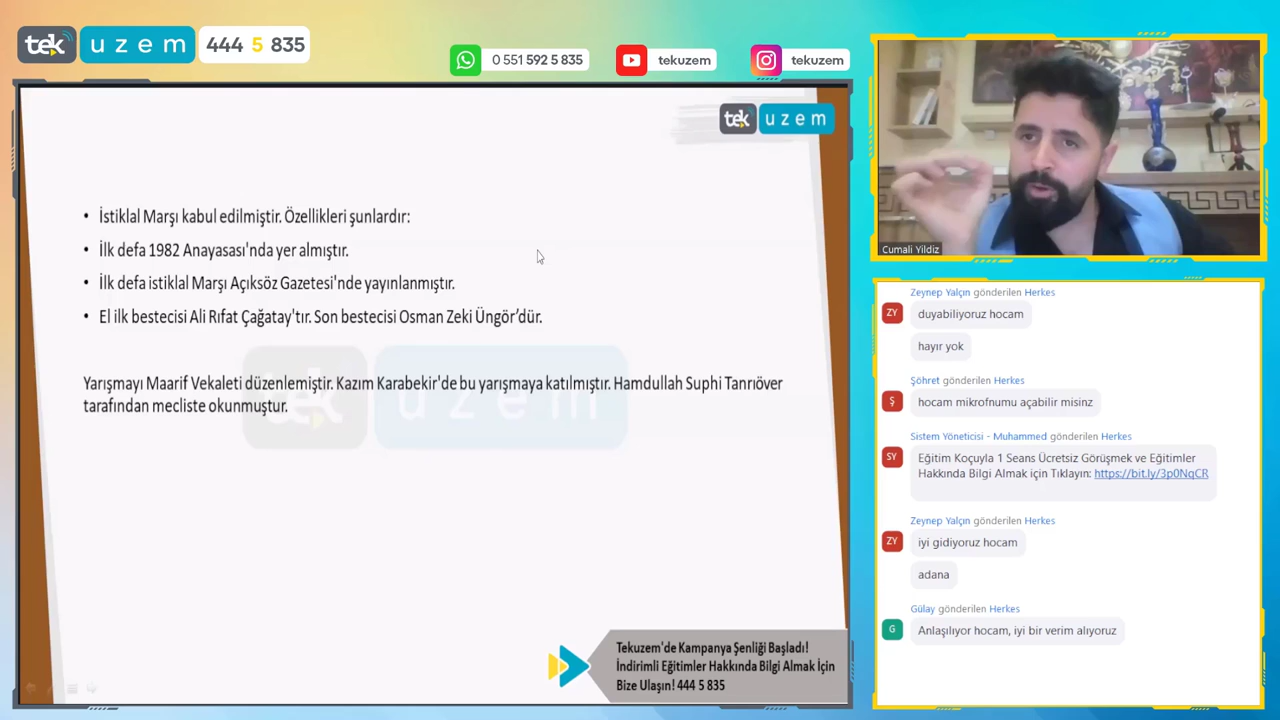 tek uzem 444 5 835
0 551 592 5 835
tekuzem
tekuzem
tek uzem
• İstiklal Marşı kabul edilmiştir. Özellikleri şunlardır:
• İlk defa 1982 Anayasası'nda yer almıştır.
• İlk defa istiklal Marşı Açıksöz Gazetesi'nde yayınlanmıştır.
• El ilk bestecisi Ali Rıfat Çağatay'tır. Son bestecisi Osman Zeki Üngör’dür.
Yarışmayı Maarif Vekaleti düzenlemiştir. Kazım Karabekir'de bu yarışmaya katılmıştır. Hamdullah Suphi Tanrıöver
tarafından mecliste okunmuştur.
tek uzem
Tekuzem'de Kampanya Şenliği Başladı!
İndirimli Eğitimler Hakkında Bilgi Almak İçin
Bize Ulaşın! 444 5 835
Cumali Yildiz
Zeynep Yalçın gönderilen Herkes
ZY
duyabiliyoruz hocam
hayır yok
Şöhret gönderilen Herkes
Ş
hocam mikrofnumu açabilir misinz
Sistem Yöneticisi - Muhammed gönderilen Herkes
SY
Eğitim Koçuyla 1 Seans Ücretsiz Görüşmek ve Eğitimler
Hakkında Bilgi Almak için Tıklayın: https://bit.ly/3p0NqCR
Zeynep Yalçın gönderilen Herkes
ZY
iyi gidiyoruz hocam
adana
Gülay gönderilen Herkes
G
Anlaşılıyor hocam, iyi bir verim alıyoruz